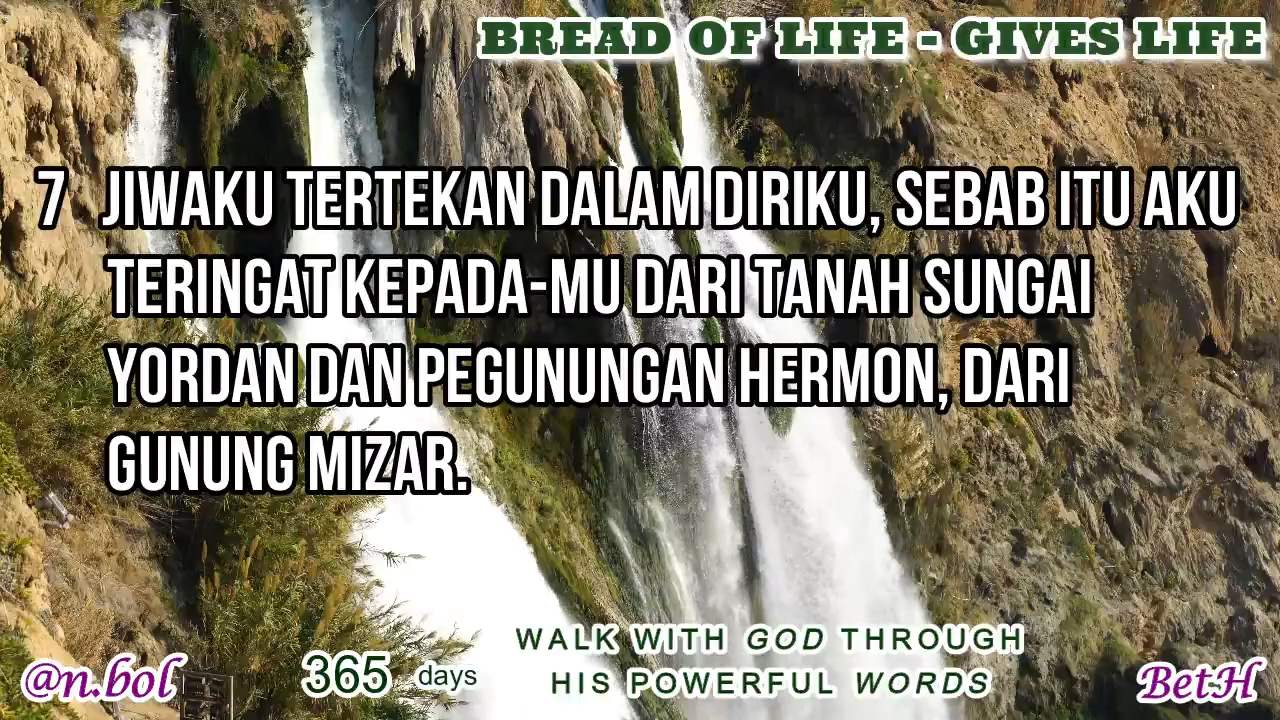 BREAD OF LIFE - GIVES LIFE
7 JIWAKU TERTEKAN DALAM DIRIKU, SEBAB ITU AKU
TERINGAT KEPADA-MU DARI TANAH SUNGAI
YORDAN DAN PEGUNUNGAN HERMON, DARI
GUNUNG MIZAR.
WALK WITH GOD THROUGH
HIS POWERFUL WORDS
@n.bol
365 days
BetH